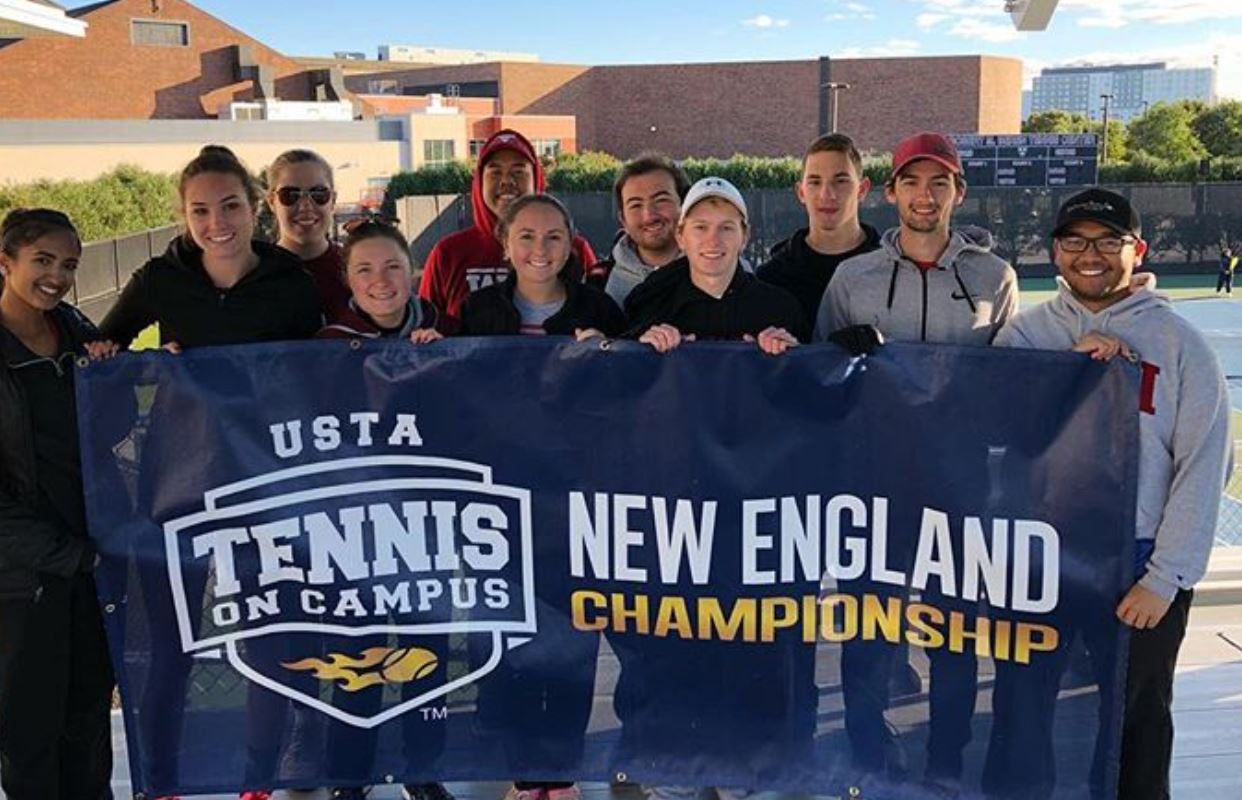 USTA
TENNIS
ON CAMPUS
TM
NEW ENGLAND
CHAMPIONSHIP